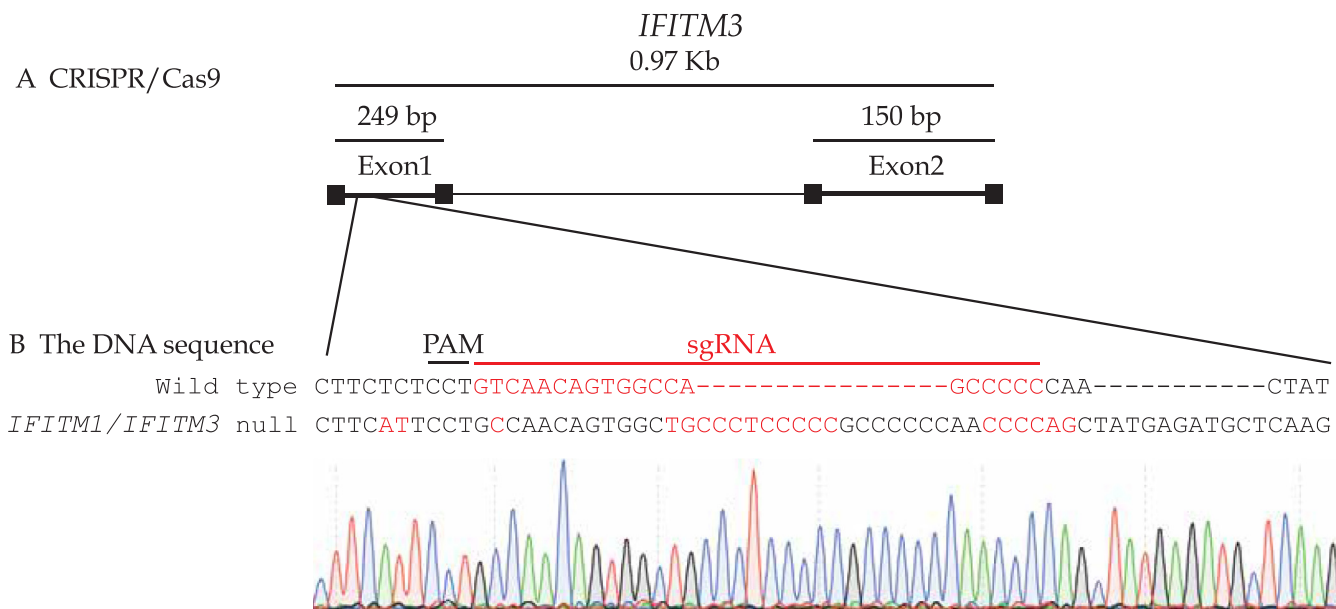 IFITM3
0.97 Kb
A CRISPR/Cas9
249 bp 150 bp
Exon1 Exon2
B The DNA sequence PAM sgRNA
Wild type CTTCTCTCCTGTCAACAGTGGCCA----------------GCCCCCCAA-----------CTAT
IFITM1/IFITM3 null CTTCATTCCTGCCAACAGTGGCTGCCCTCCCCCGCCCCCCAACCCCAGCTATGAGATGCTCAAG